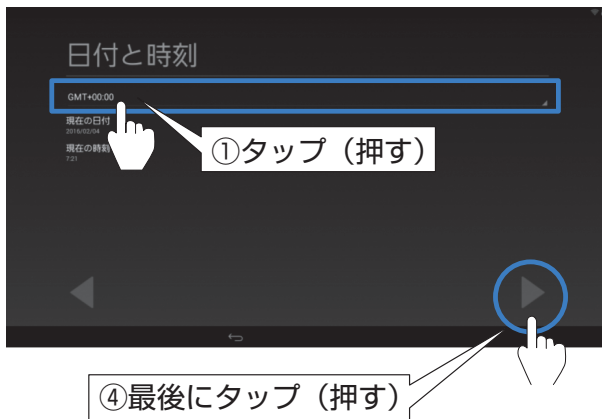 日付と時刻
GMT+00:00
現在の日付
2016/02/04
現在の時刻
7:21
①タップ（押す）
④最後にタップ（押す）